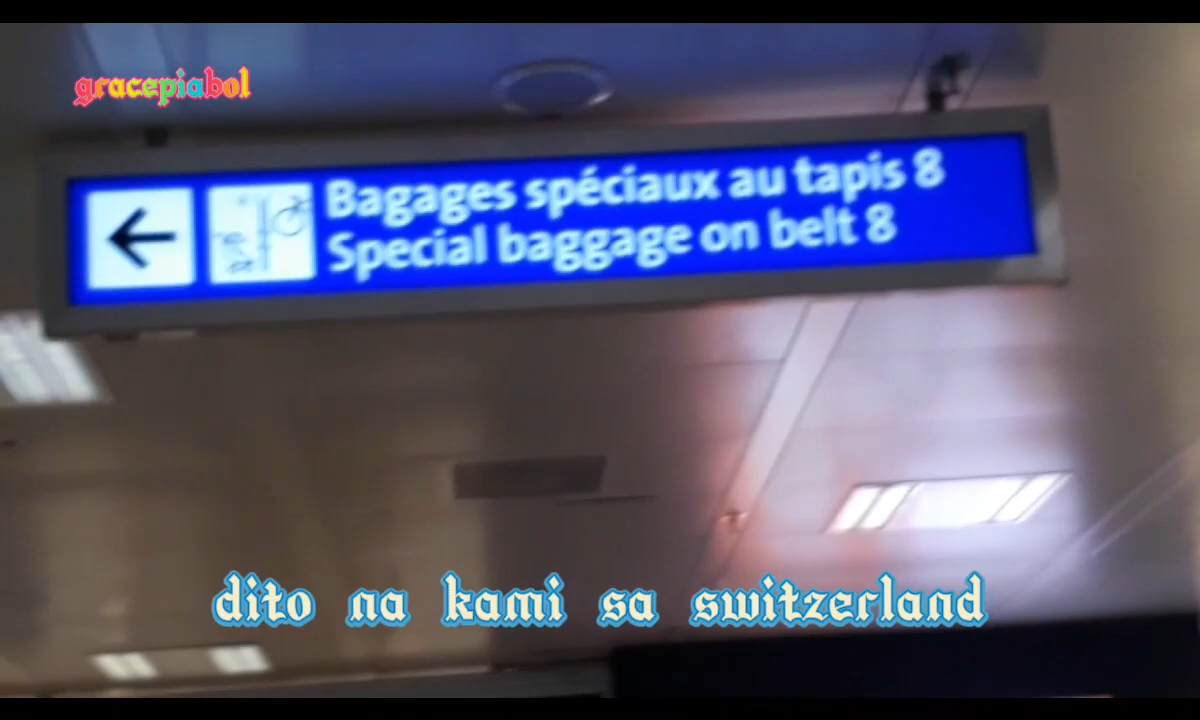 gracepiabol
Bagages spéciaux au tapis 8
Special baggage on belt 8
dito na kami sa switzerland